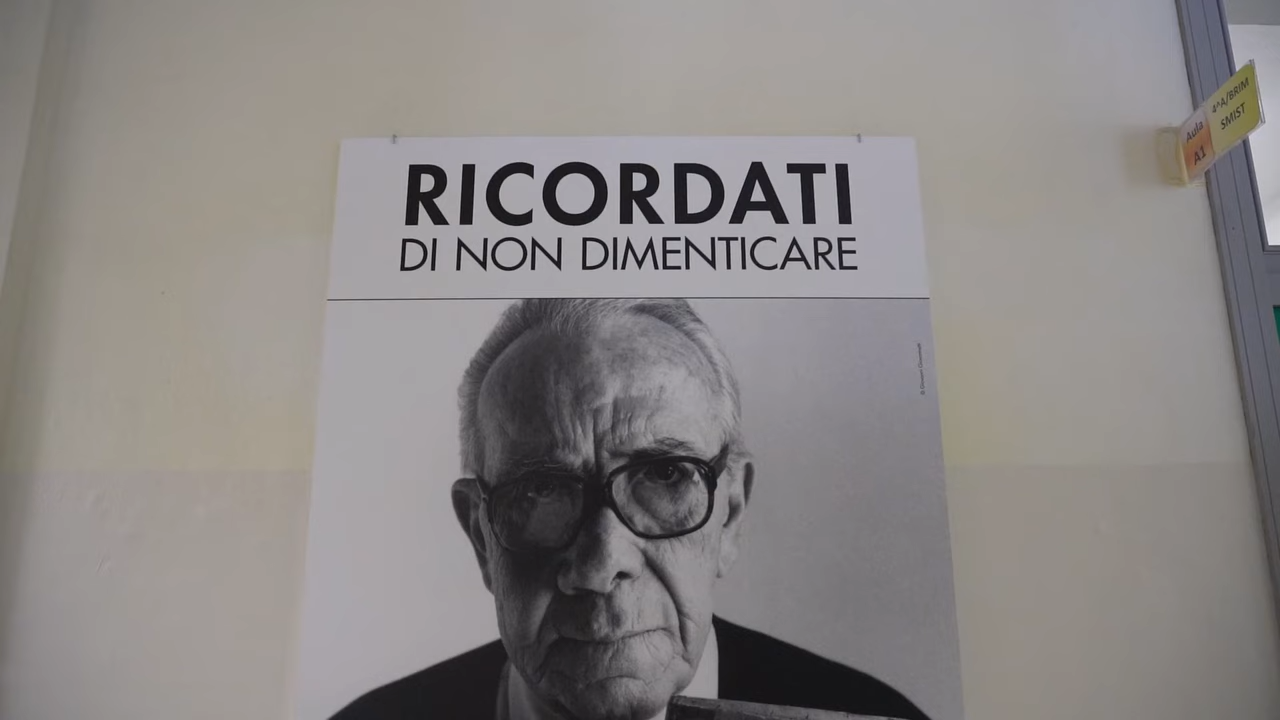 RICORDATI
DI NON DIMENTICARE
4^A/BRIM
SMIST
Aula
A1